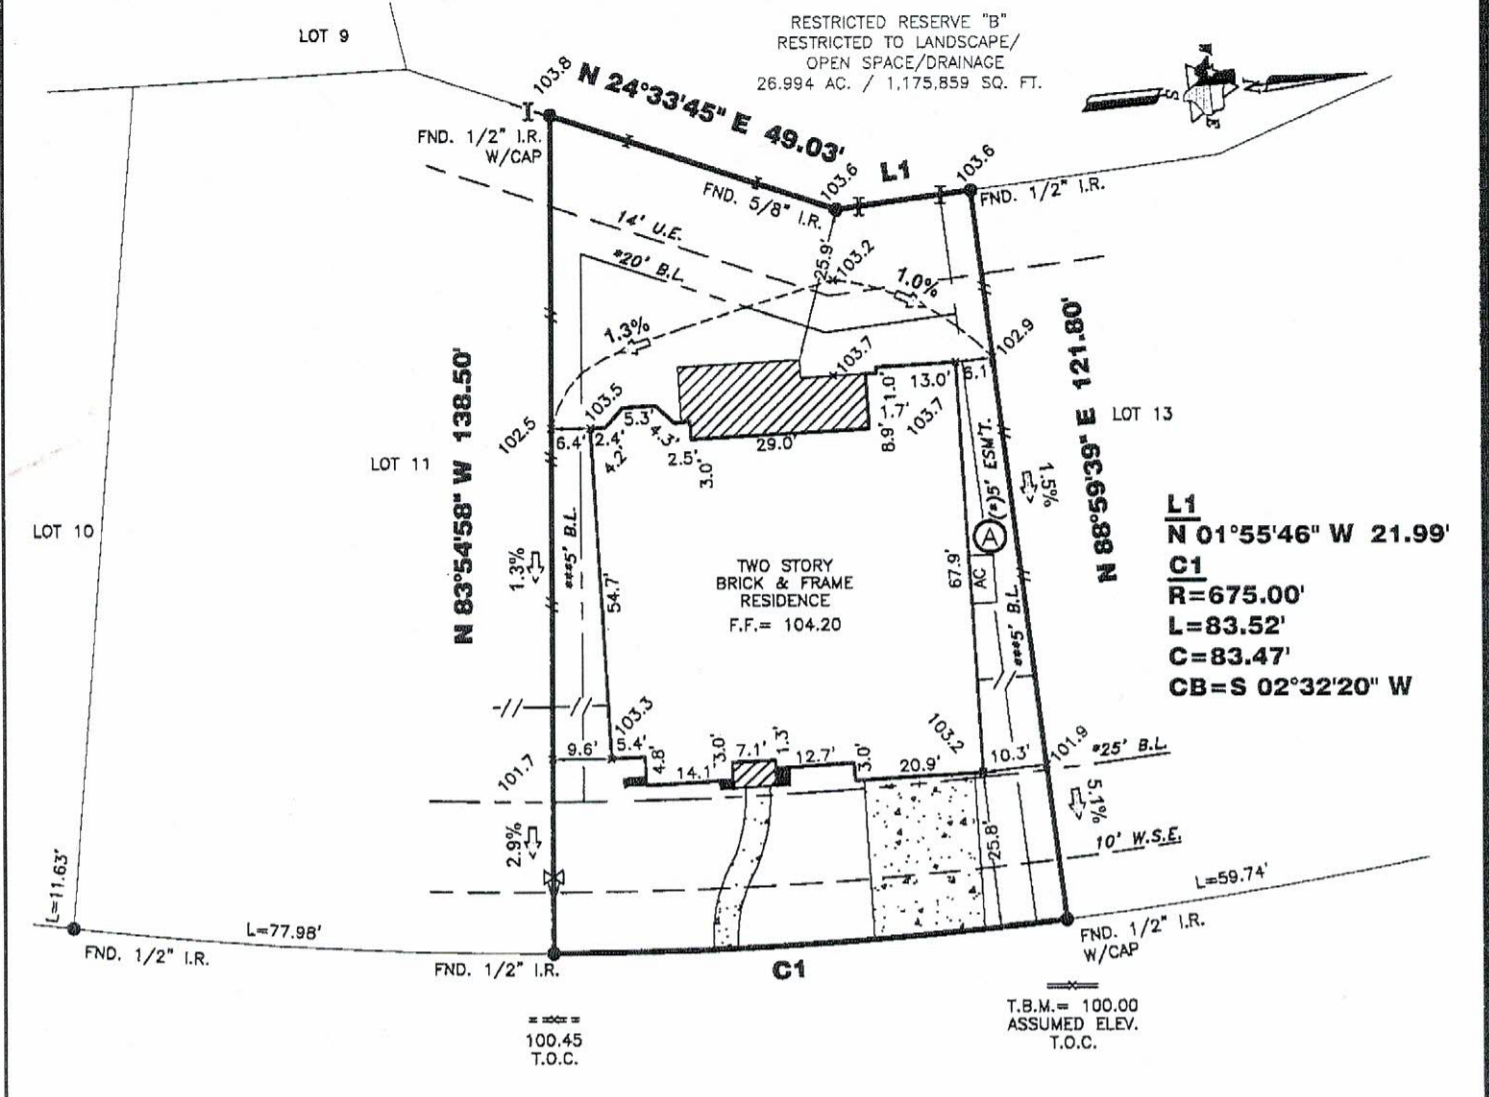 LOT 9
RESTRICTED RESERVE "B"
RESTRICTED TO LANDSCAPE/
OPEN SPACE/DRAINAGE
26.994 AC. / 1,175,859 SQ. FT.
S
N
E
103.8
N 24°33'45" E 49.03'
FND. 1/2" I.R.
W/CAP
FND. 5/8" I.R.
103.6
L1
103.6
FND. 1/2" I.R.
14' U.E.
*20' B.L.
25.9'
103.2
1.0%
1.3%
102.9
103.7
13.0'
6.1'
1.0'
1.7'
103.7
8.9'
102.5
103.5
6.4'
2.4'
4.2'
5.3'
4.3'
2.5'
3.0'
29.0'
LOT 11
LOT 10
N 83°54'58" W 138.50'
1.3%
***5' B.L.
54.7'
TWO STORY
BRICK & FRAME
RESIDENCE
F.F.= 104.20
67.9'
AC
A
(*)5' ESM'T.
***5' B.L.
1.5%
N 88°59'39" E 121.80'
LOT 13
L1
N 01°55'46" W 21.99'
C1
R=675.00'
L=83.52'
C=83.47'
CB=S 02°32'20" W
101.7
9.6'
103.3
5.4'
4.8'
14.1'
3.0'
7.1'
1.3'
12.7'
3.0'
20.9'
103.2
10.3'
101.9
*25' B.L.
5.1%
2.9%
25.8'
10' W.S.E.
L=11.63'
L=77.98'
L=59.74'
FND. 1/2" I.R.
FND. 1/2" I.R.
C1
FND. 1/2" I.R.
W/CAP
100.45
T.O.C.
T.B.M.= 100.00
ASSUMED ELEV.
T.O.C.